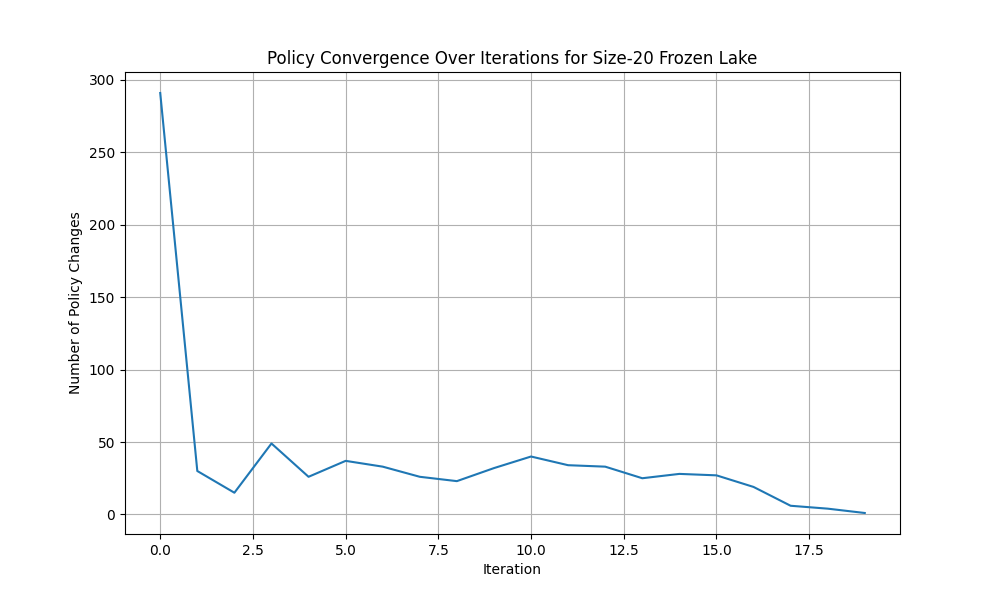 Policy Convergence Over Iterations for Size-20 Frozen Lake
300
250
200
150
100
50
0
Number of Policy Changes
0.0 2.5 5.0 7.5 10.0 12.5 15.0 17.5
Iteration